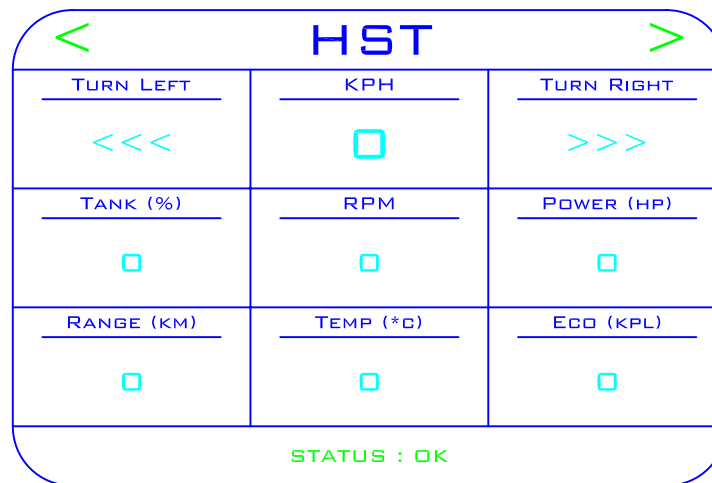 < HST >
Turn Left KPH Turn Right
<<< 0 >>>
Tank (%) RPM Power (HP)
0 0 0
Range (KM) Temp (*C) Eco (KPL)
0 0 0
STATUS : OK